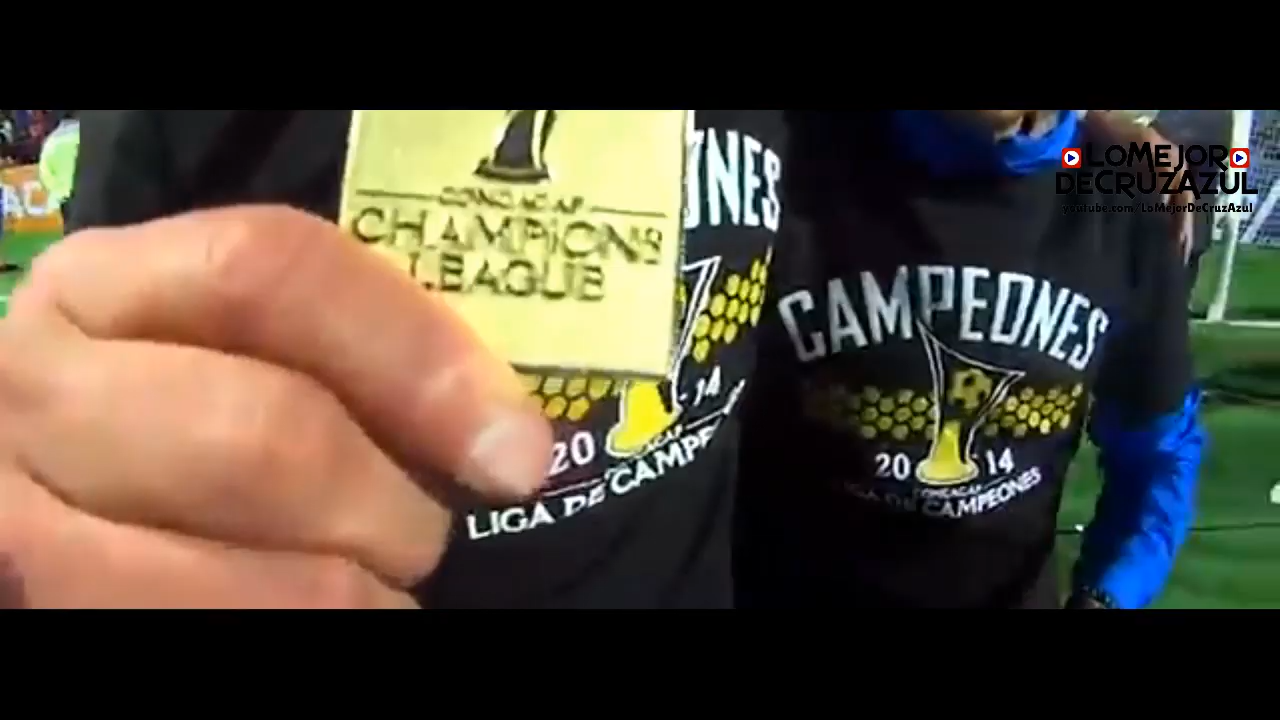 LOMEJOR
DECRUZAZUL
youtube.com/LoMejorDeCruzAzul
CONCACAF
CHAMPIONS
LEAGUE
ONES
20 14
LIGA DE CAMPE
CAMPEONES
20 14
CONCACAF
LIGA DE CAMPEONES